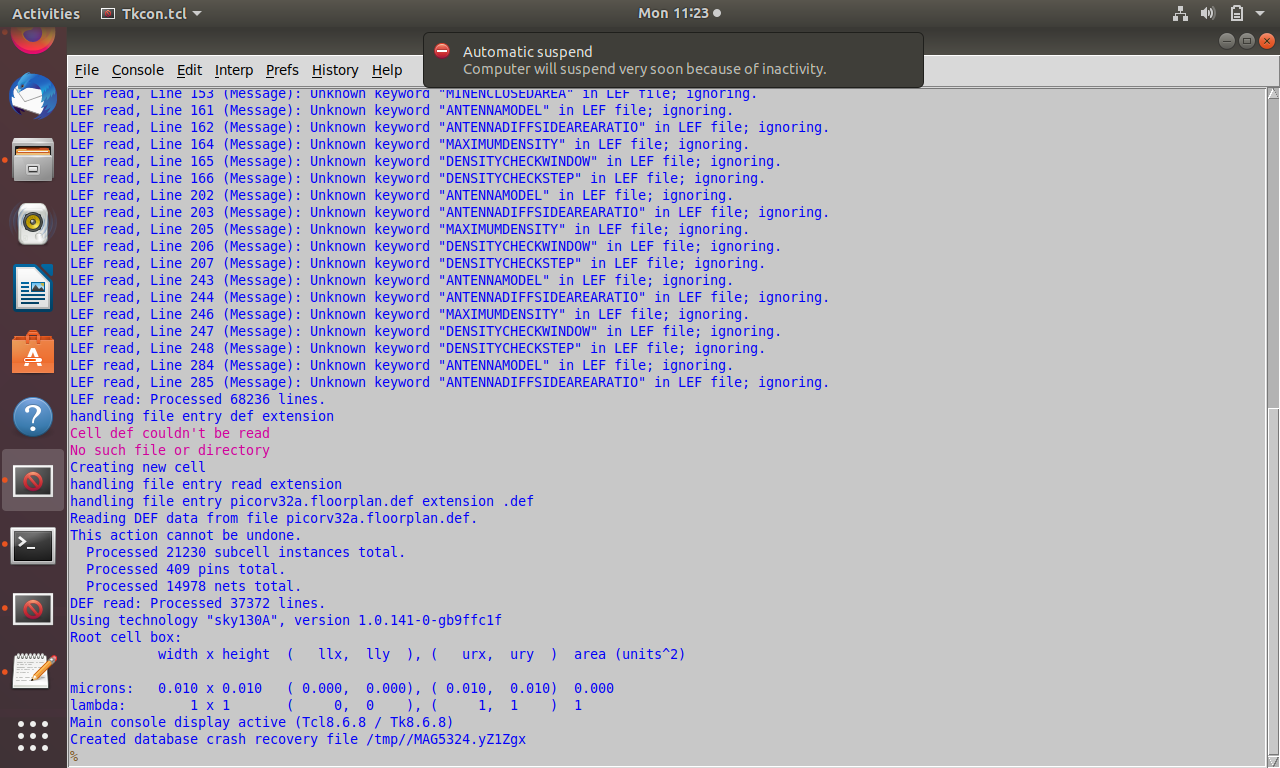 Activities Tkcon.tcl Mon 11:23
Automatic suspend
Computer will suspend very soon because of inactivity.
File Console Edit Interp Prefs History Help
LEF read, Line 153 (Message): Unknown keyword "MINENCLOSEDAREA" in LEF file; ignoring.
LEF read, Line 161 (Message): Unknown keyword "ANTENNAMODEL" in LEF file; ignoring.
LEF read, Line 162 (Message): Unknown keyword "ANTENNADIFFSIDEAREARATIO" in LEF file; ignoring.
LEF read, Line 164 (Message): Unknown keyword "MAXIMUMDENSITY" in LEF file; ignoring.
LEF read, Line 165 (Message): Unknown keyword "DENSITYCHECKWINDOW" in LEF file; ignoring.
LEF read, Line 166 (Message): Unknown keyword "DENSITYCHECKSTEP" in LEF file; ignoring.
LEF read, Line 202 (Message): Unknown keyword "ANTENNAMODEL" in LEF file; ignoring.
LEF read, Line 203 (Message): Unknown keyword "ANTENNADIFFSIDEAREARATIO" in LEF file; ignoring.
LEF read, Line 205 (Message): Unknown keyword "MAXIMUMDENSITY" in LEF file; ignoring.
LEF read, Line 206 (Message): Unknown keyword "DENSITYCHECKWINDOW" in LEF file; ignoring.
LEF read, Line 207 (Message): Unknown keyword "DENSITYCHECKSTEP" in LEF file; ignoring.
LEF read, Line 243 (Message): Unknown keyword "ANTENNAMODEL" in LEF file; ignoring.
LEF read, Line 244 (Message): Unknown keyword "ANTENNADIFFSIDEAREARATIO" in LEF file; ignoring.
LEF read, Line 246 (Message): Unknown keyword "MAXIMUMDENSITY" in LEF file; ignoring.
LEF read, Line 247 (Message): Unknown keyword "DENSITYCHECKWINDOW" in LEF file; ignoring.
LEF read, Line 248 (Message): Unknown keyword "DENSITYCHECKSTEP" in LEF file; ignoring.
LEF read, Line 284 (Message): Unknown keyword "ANTENNAMODEL" in LEF file; ignoring.
LEF read, Line 285 (Message): Unknown keyword "ANTENNADIFFSIDEAREARATIO" in LEF file; ignoring.
LEF read: Processed 68236 lines.
handling file entry def extension
Cell def couldn't be read
No such file or directory
Creating new cell
handling file entry read extension
handling file entry picorv32a.floorplan.def extension .def
Reading DEF data from file picorv32a.floorplan.def.
This action cannot be undone.
Processed 21230 subcell instances total.
Processed 409 pins total.
Processed 14978 nets total.
DEF read: Processed 37372 lines.
Using technology "sky130A", version 1.0.141-0-gb9ffc1f
Root cell box:
width x height ( llx, lly ), ( urx, ury ) area (units^2)
microns: 0.010 x 0.010 ( 0.000, 0.000), ( 0.010, 0.010) 0.000
lambda: 1 x 1 ( 0, 0 ), ( 1, 1 ) 1
Main console display active (Tcl8.6.8 / Tk8.6.8)
Created database crash recovery file /tmp//MAG5324.yZ1Zgx
%